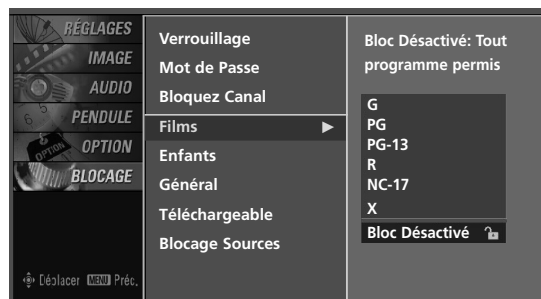 RÉGLAGES
IMAGE
AUDIO
PENDULE
OPTION
BLOCAGE
Déplacer MENU Préc.
Verrouillage
Mot de Passe
Bloquez Canal
Films ▶
Enfants
Général
Téléchargeable
Blocage Sources
Bloc Désactivé: Tout
programme permis
G
PG
PG-13
R
NC-17
X
Bloc Désactivé